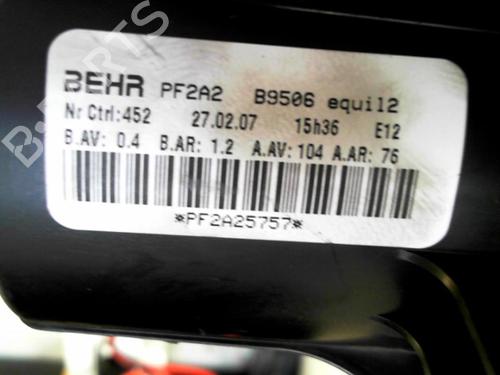 BEHR PF2A2 B9506 equil2
Nr Ctrl:452 27.02.07 15h36 E12
B.AV: 0.4 B.AR: 1.2 A.AV: 104 A.AR: 76
*PF2A25757*
B-PARTS